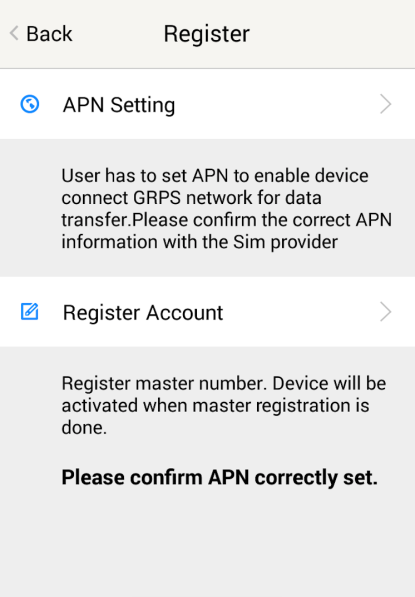 Back
Register
APN Setting
User has to set APN to enable device
connect GRPS network for data
transfer.Please confirm the correct APN
information with the Sim provider
Register Account
Register master number. Device will be
activated when master registration is
done.
Please confirm APN correctly set.